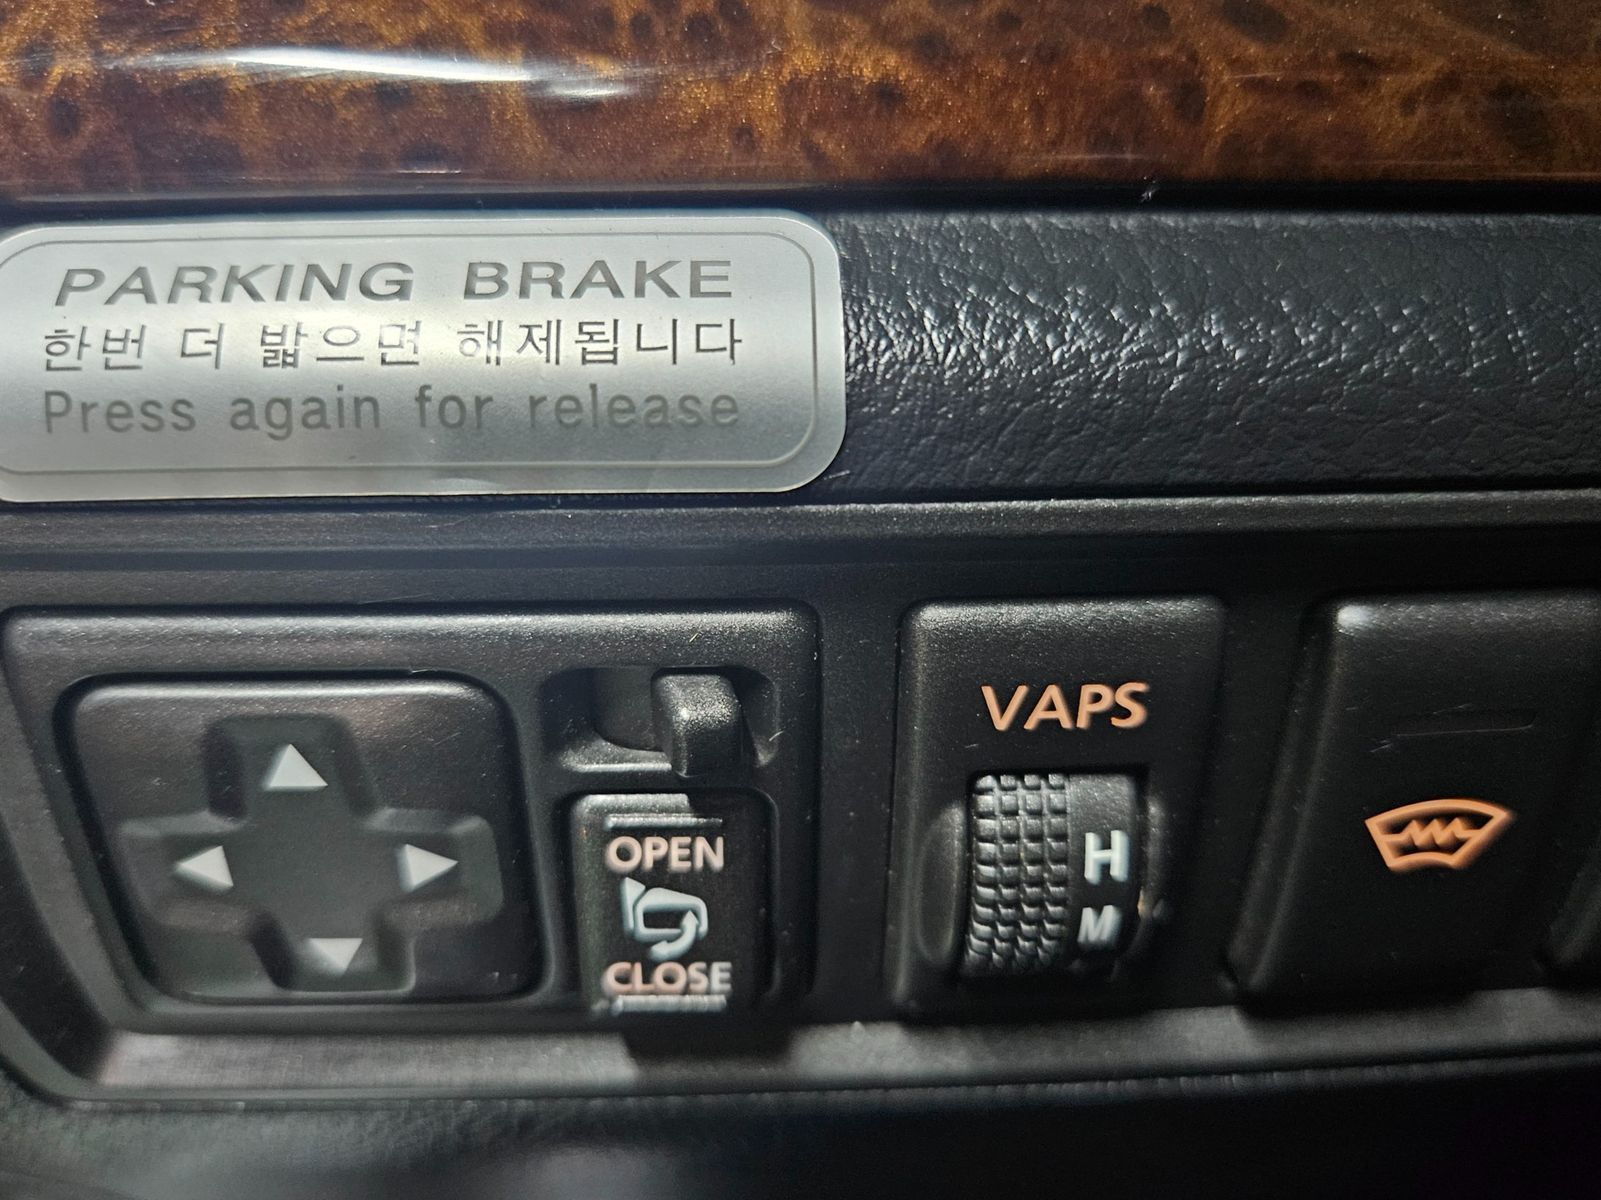 PARKING BRAKE
한번 더 밟으면 해제됩니다
Press again for release
VAPS
OPEN
H
M
CLOSE